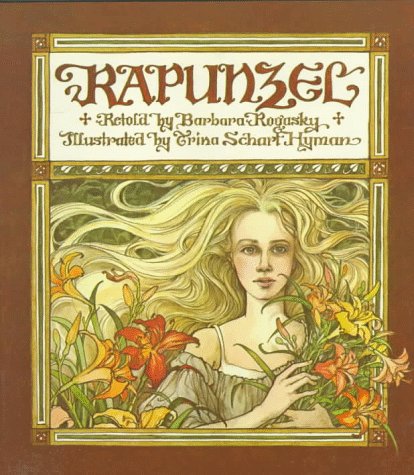 RAPUNZEL
+ Retold by Barbara Rogasky +
Illustrated by Trina Schart Hyman